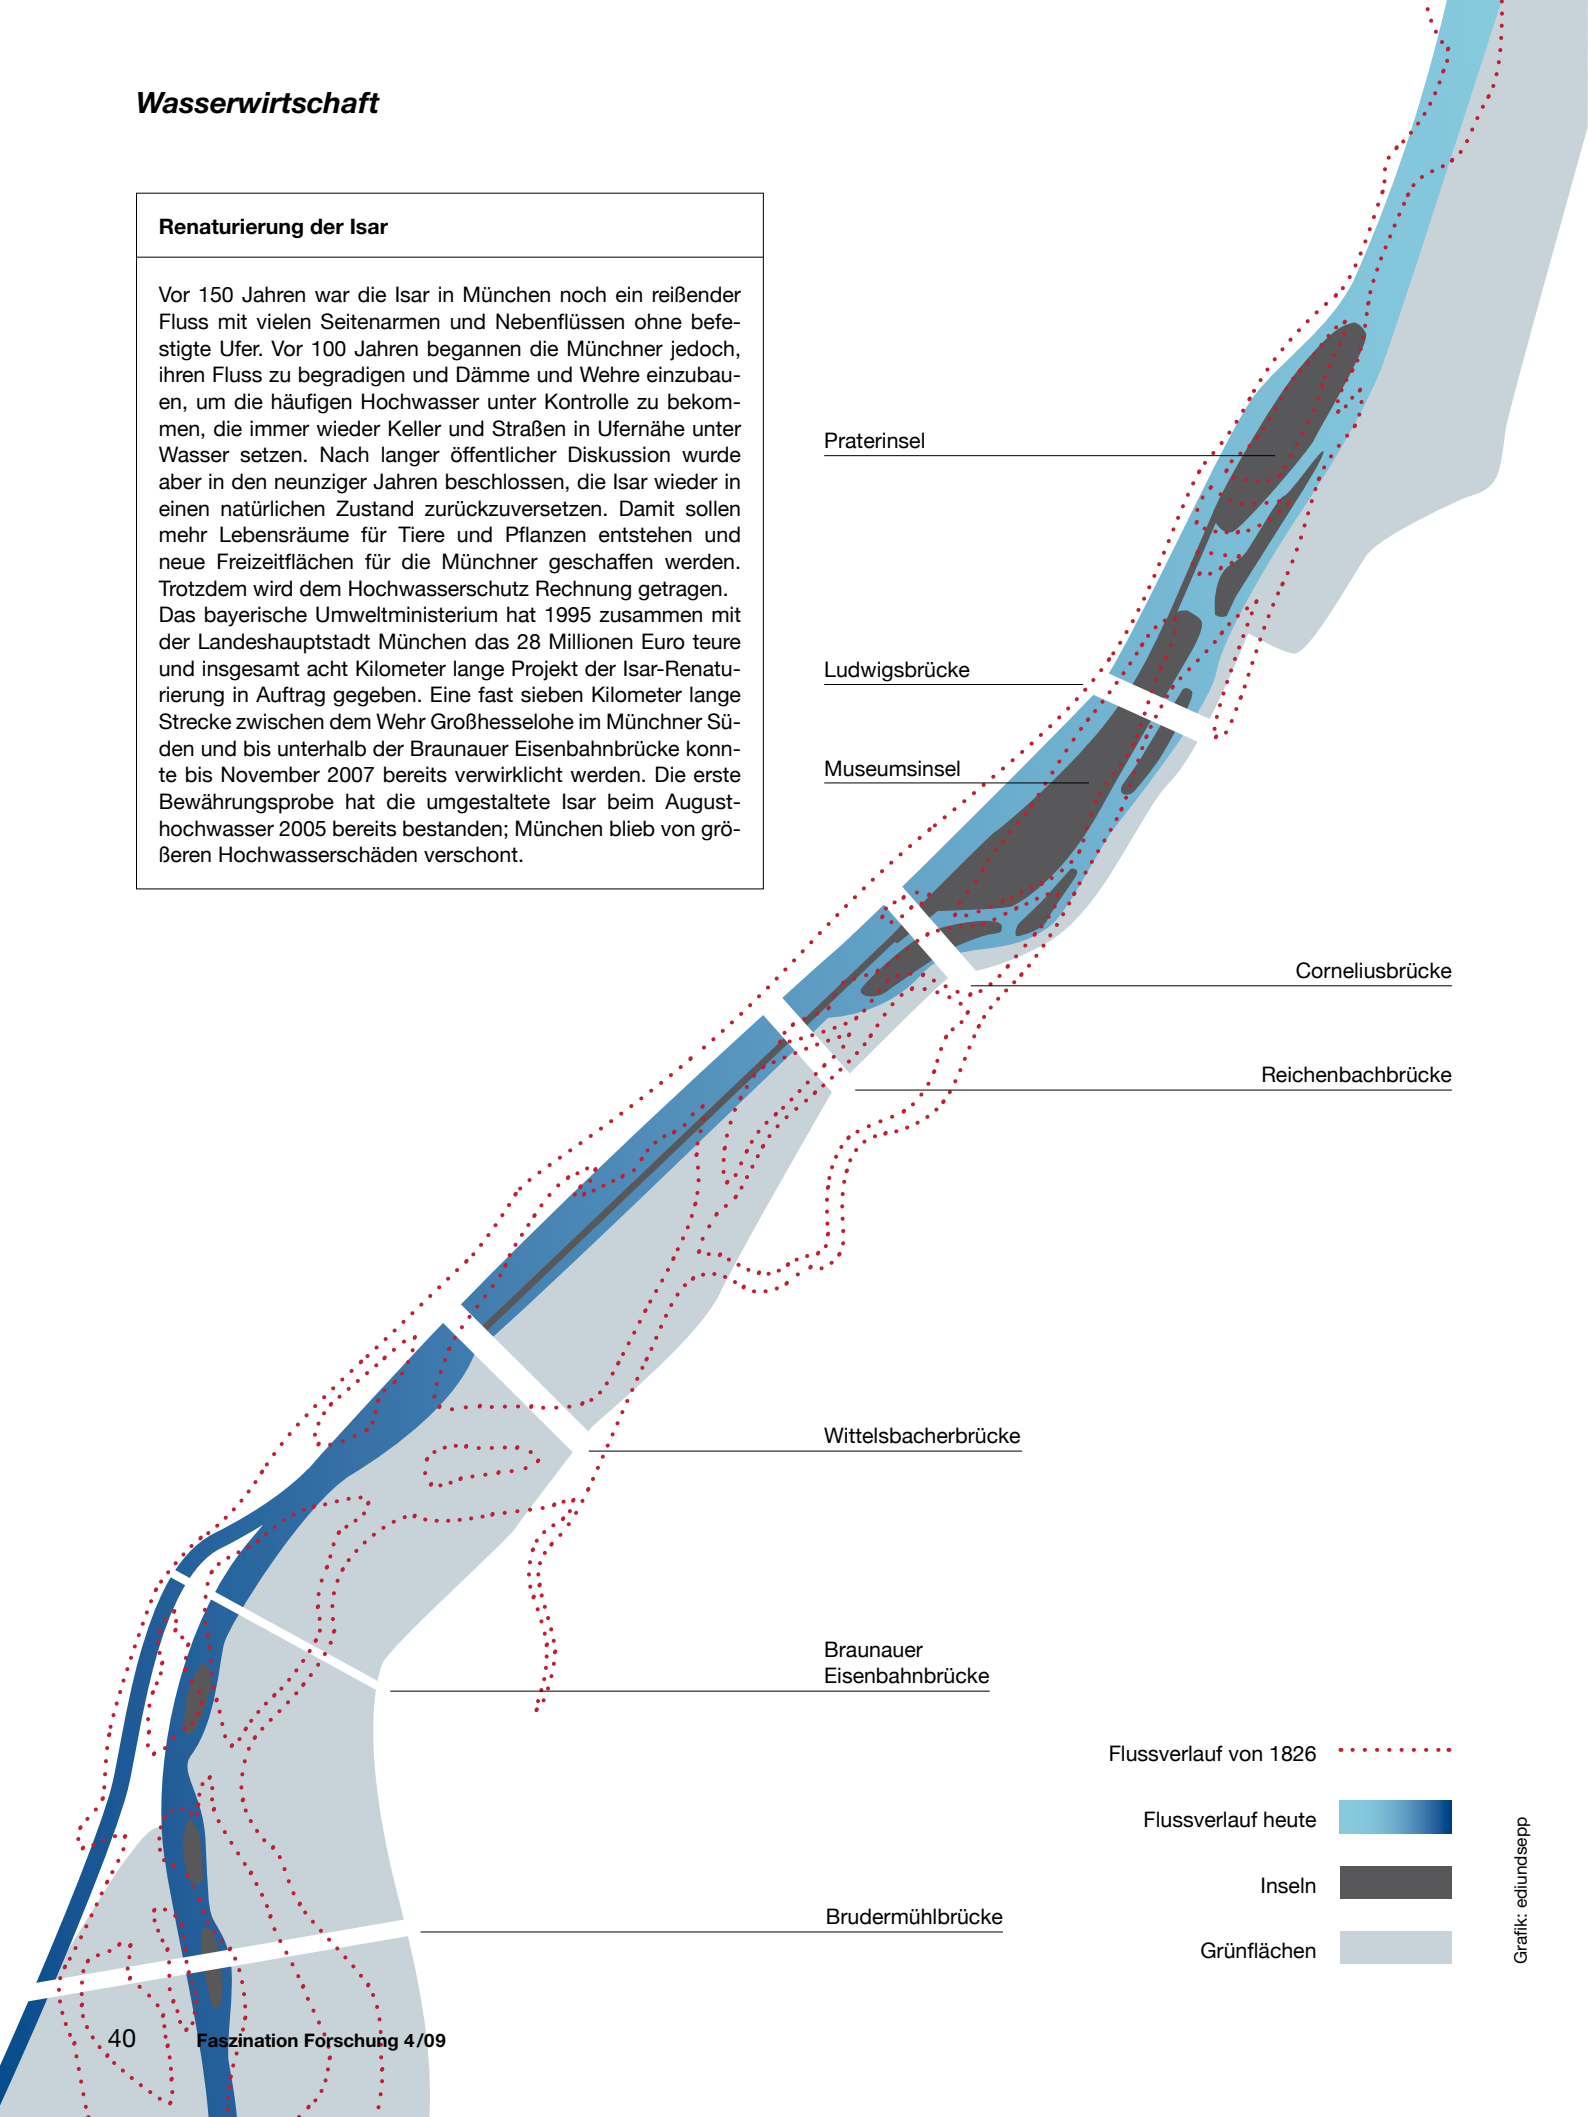 Wasserwirtschaft
Renaturierung der Isar
Vor 150 Jahren war die Isar in München noch ein reißender
Fluss mit vielen Seitenarmen und Nebenflüssen ohne befe-
stigte Ufer. Vor 100 Jahren begannen die Münchner jedoch,
ihren Fluss zu begradigen und Dämme und Wehre einzubau-
en, um die häufigen Hochwasser unter Kontrolle zu bekom-
men, die immer wieder Keller und Straßen in Ufernähe unter
Wasser setzen. Nach langer öffentlicher Diskussion wurde
aber in den neunziger Jahren beschlossen, die Isar wieder in
einen natürlichen Zustand zurückzuversetzen. Damit sollen
mehr Lebensräume für Tiere und Pflanzen entstehen und
neue Freizeitflächen für die Münchner geschaffen werden.
Trotzdem wird dem Hochwasserschutz Rechnung getragen.
Das bayerische Umweltministerium hat 1995 zusammen mit
der Landeshauptstadt München das 28 Millionen Euro teure
und insgesamt acht Kilometer lange Projekt der Isar-Renatu-
rierung in Auftrag gegeben. Eine fast sieben Kilometer lange
Strecke zwischen dem Wehr Großhesselohe im Münchner Sü-
den und bis unterhalb der Braunauer Eisenbahnbrücke konn-
te bis November 2007 bereits verwirklicht werden. Die erste
Bewährungsprobe hat die umgestaltete Isar beim August-
hochwasser 2005 bereits bestanden; München blieb von grö-
ßeren Hochwasserschäden verschont.
Praterinsel
Ludwigsbrücke
Museumsinsel
Corneliusbrücke
Reichenbachbrücke
Wittelsbacherbrücke
Braunauer
Eisenbahnbrücke
Brudermühlbrücke
Flussverlauf von 1826
Flussverlauf heute
Inseln
Grünflächen
Grafik: ediundsepp
40
Faszination Forschung 4/09